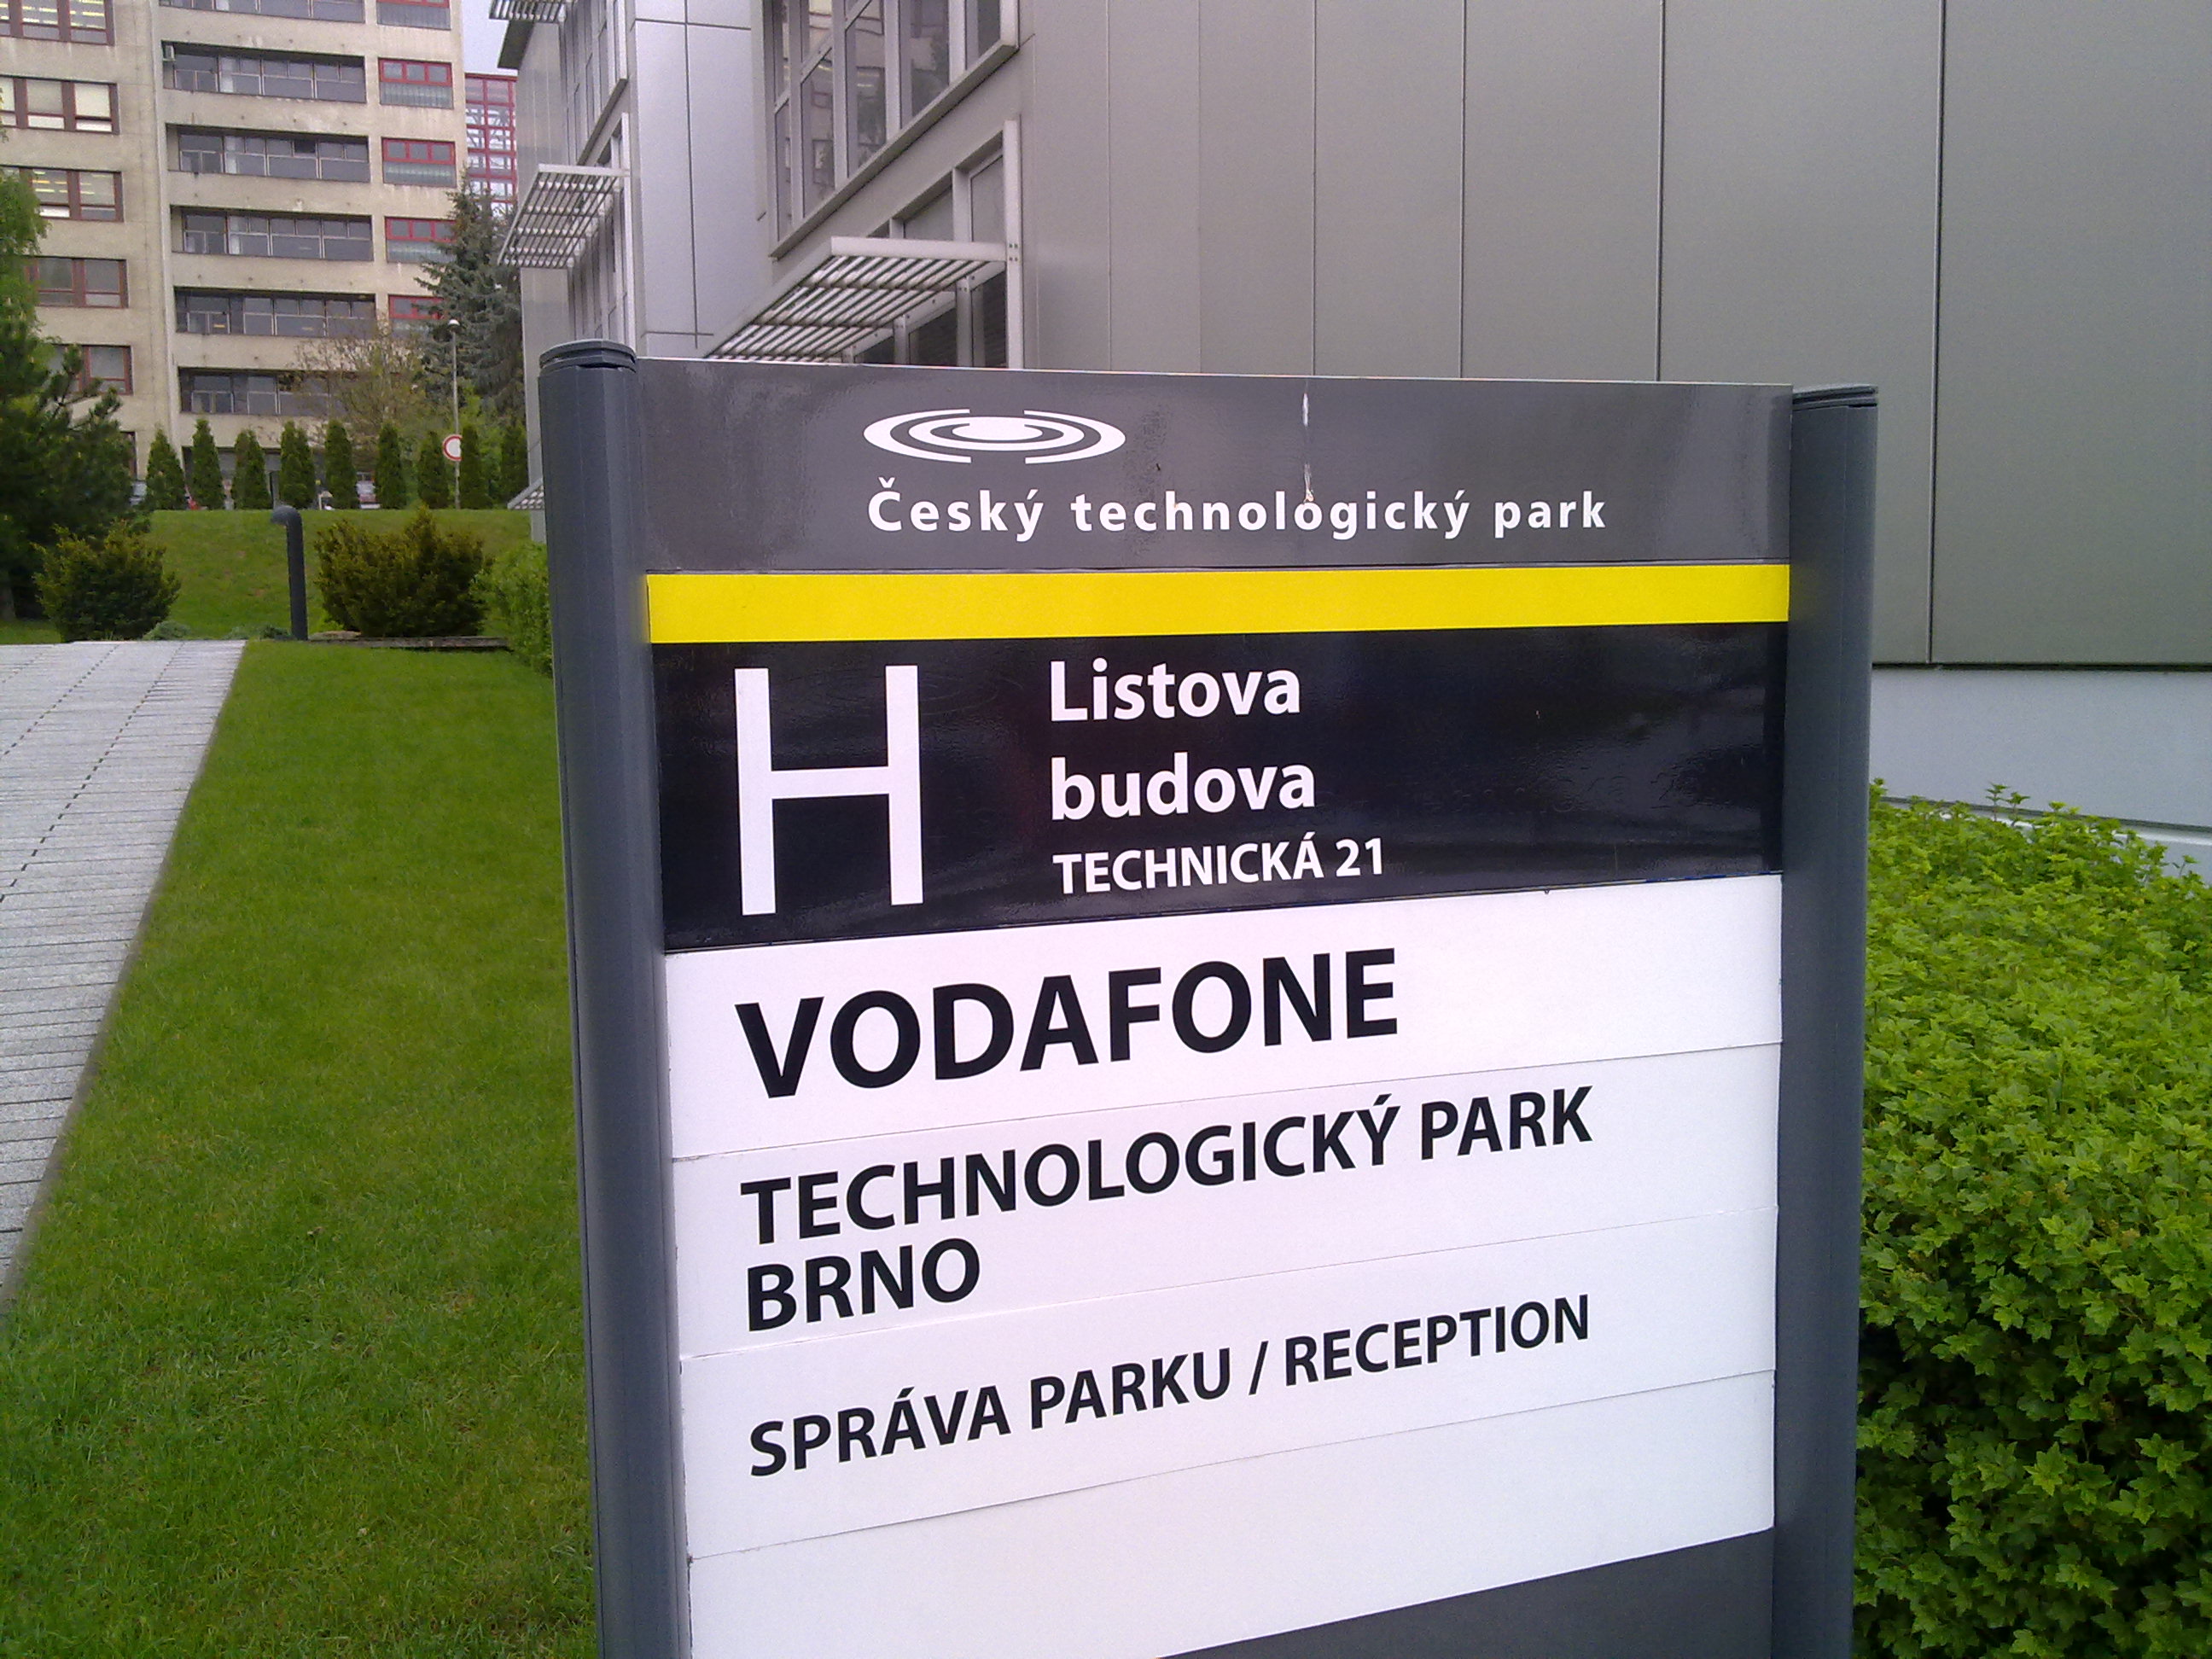 Český technologický park
H
Listova
budova
TECHNICKÁ 21
VODAFONE
TECHNOLOGICKÝ PARK
BRNO
SPRÁVA PARKU / RECEPTION